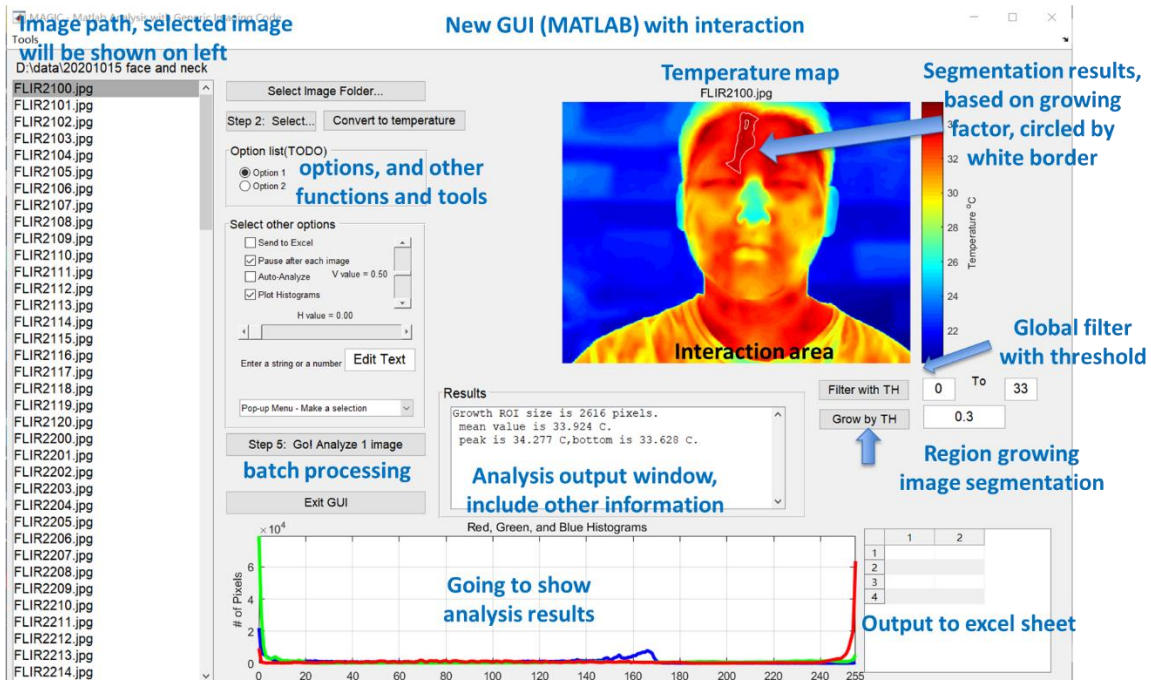 MAGIC - Matlab Analysis with Generic Imaging Code
Image path, selected image
will be shown on left
New GUI (MATLAB) with interaction
Tools
D:\data\20201015 face and neck
FLIR2100.jpg
FLIR2101.jpg
FLIR2102.jpg
FLIR2103.jpg
FLIR2104.jpg
FLIR2105.jpg
FLIR2106.jpg
FLIR2107.jpg
FLIR2108.jpg
FLIR2109.jpg
FLIR2110.jpg
FLIR2111.jpg
FLIR2112.jpg
FLIR2113.jpg
FLIR2114.jpg
FLIR2115.jpg
FLIR2116.jpg
FLIR2117.jpg
FLIR2118.jpg
FLIR2119.jpg
FLIR2120.jpg
FLIR2200.jpg
FLIR2201.jpg
FLIR2202.jpg
FLIR2203.jpg
FLIR2204.jpg
FLIR2205.jpg
FLIR2206.jpg
FLIR2207.jpg
FLIR2208.jpg
FLIR2209.jpg
FLIR2210.jpg
FLIR2211.jpg
FLIR2212.jpg
FLIR2213.jpg
FLIR2214.jpg
Select Image Folder...
Step 2: Select...
Convert to temperature
Option list(TODO)
Option 1
Option 2
options, and other
functions and tools
Select other options
Send to Excel
Pause after each image
Auto-Analyze
V value = 0.50
Plot Histograms
H value = 0.00
Enter a string or a number
Edit Text
Pop-up Menu - Make a selection
Step 5: Go! Analyze 1 image
batch processing
Exit GUI
Temperature map
FLIR2100.jpg
Interaction area
32
30
28
26
24
22
Temperature °C
Segmentation results,
based on growing
factor, circled by
white border
Global filter
with threshold
Filter with TH
0
To
33
Grow by TH
0.3
Region growing
image segmentation
Results
Growth ROI size is 2616 pixels.
mean value is 33.924 C.
peak is 34.277 C,bottom is 33.628 C.
Analysis output window,
include other information
Red, Green, and Blue Histograms
×10⁴
# of Pixels
6
4
2
0
0 20 40 60 80 100 120 140 160 180 200 220 240 255
Going to show
analysis results
1 2
1
2
3
4
Output to excel sheet